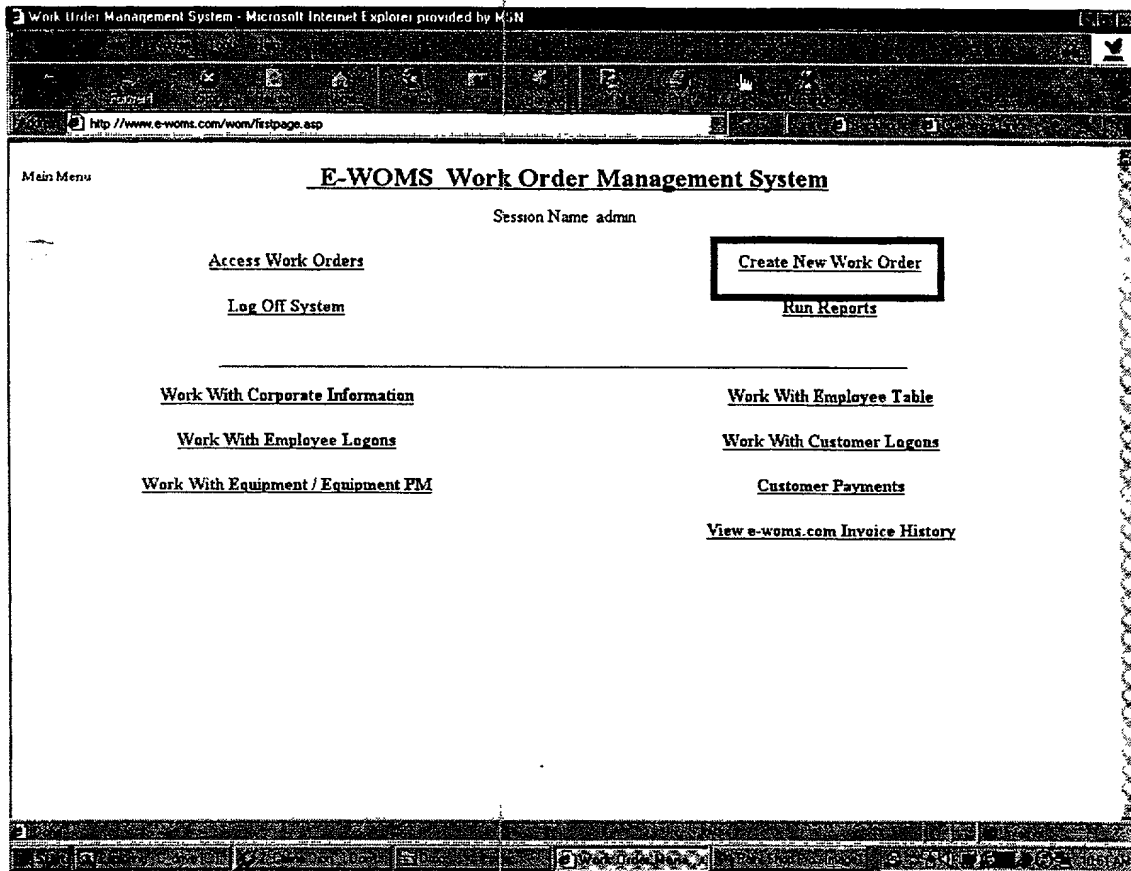 Work Order Management System - Microsoft Internet Explorer provided by MSN
http //www.e-woms.com/wom/firstpage.asp
Main Menu
E-WOMS Work Order Management System
Session Name admin
Access Work Orders
Create New Work Order
Log Off System
Run Reports
Work With Corporate Information
Work With Employee Table
Work With Employee Logons
Work With Customer Logons
Work With Equipment / Equipment PM
Customer Payments
View e-woms.com Invoice History